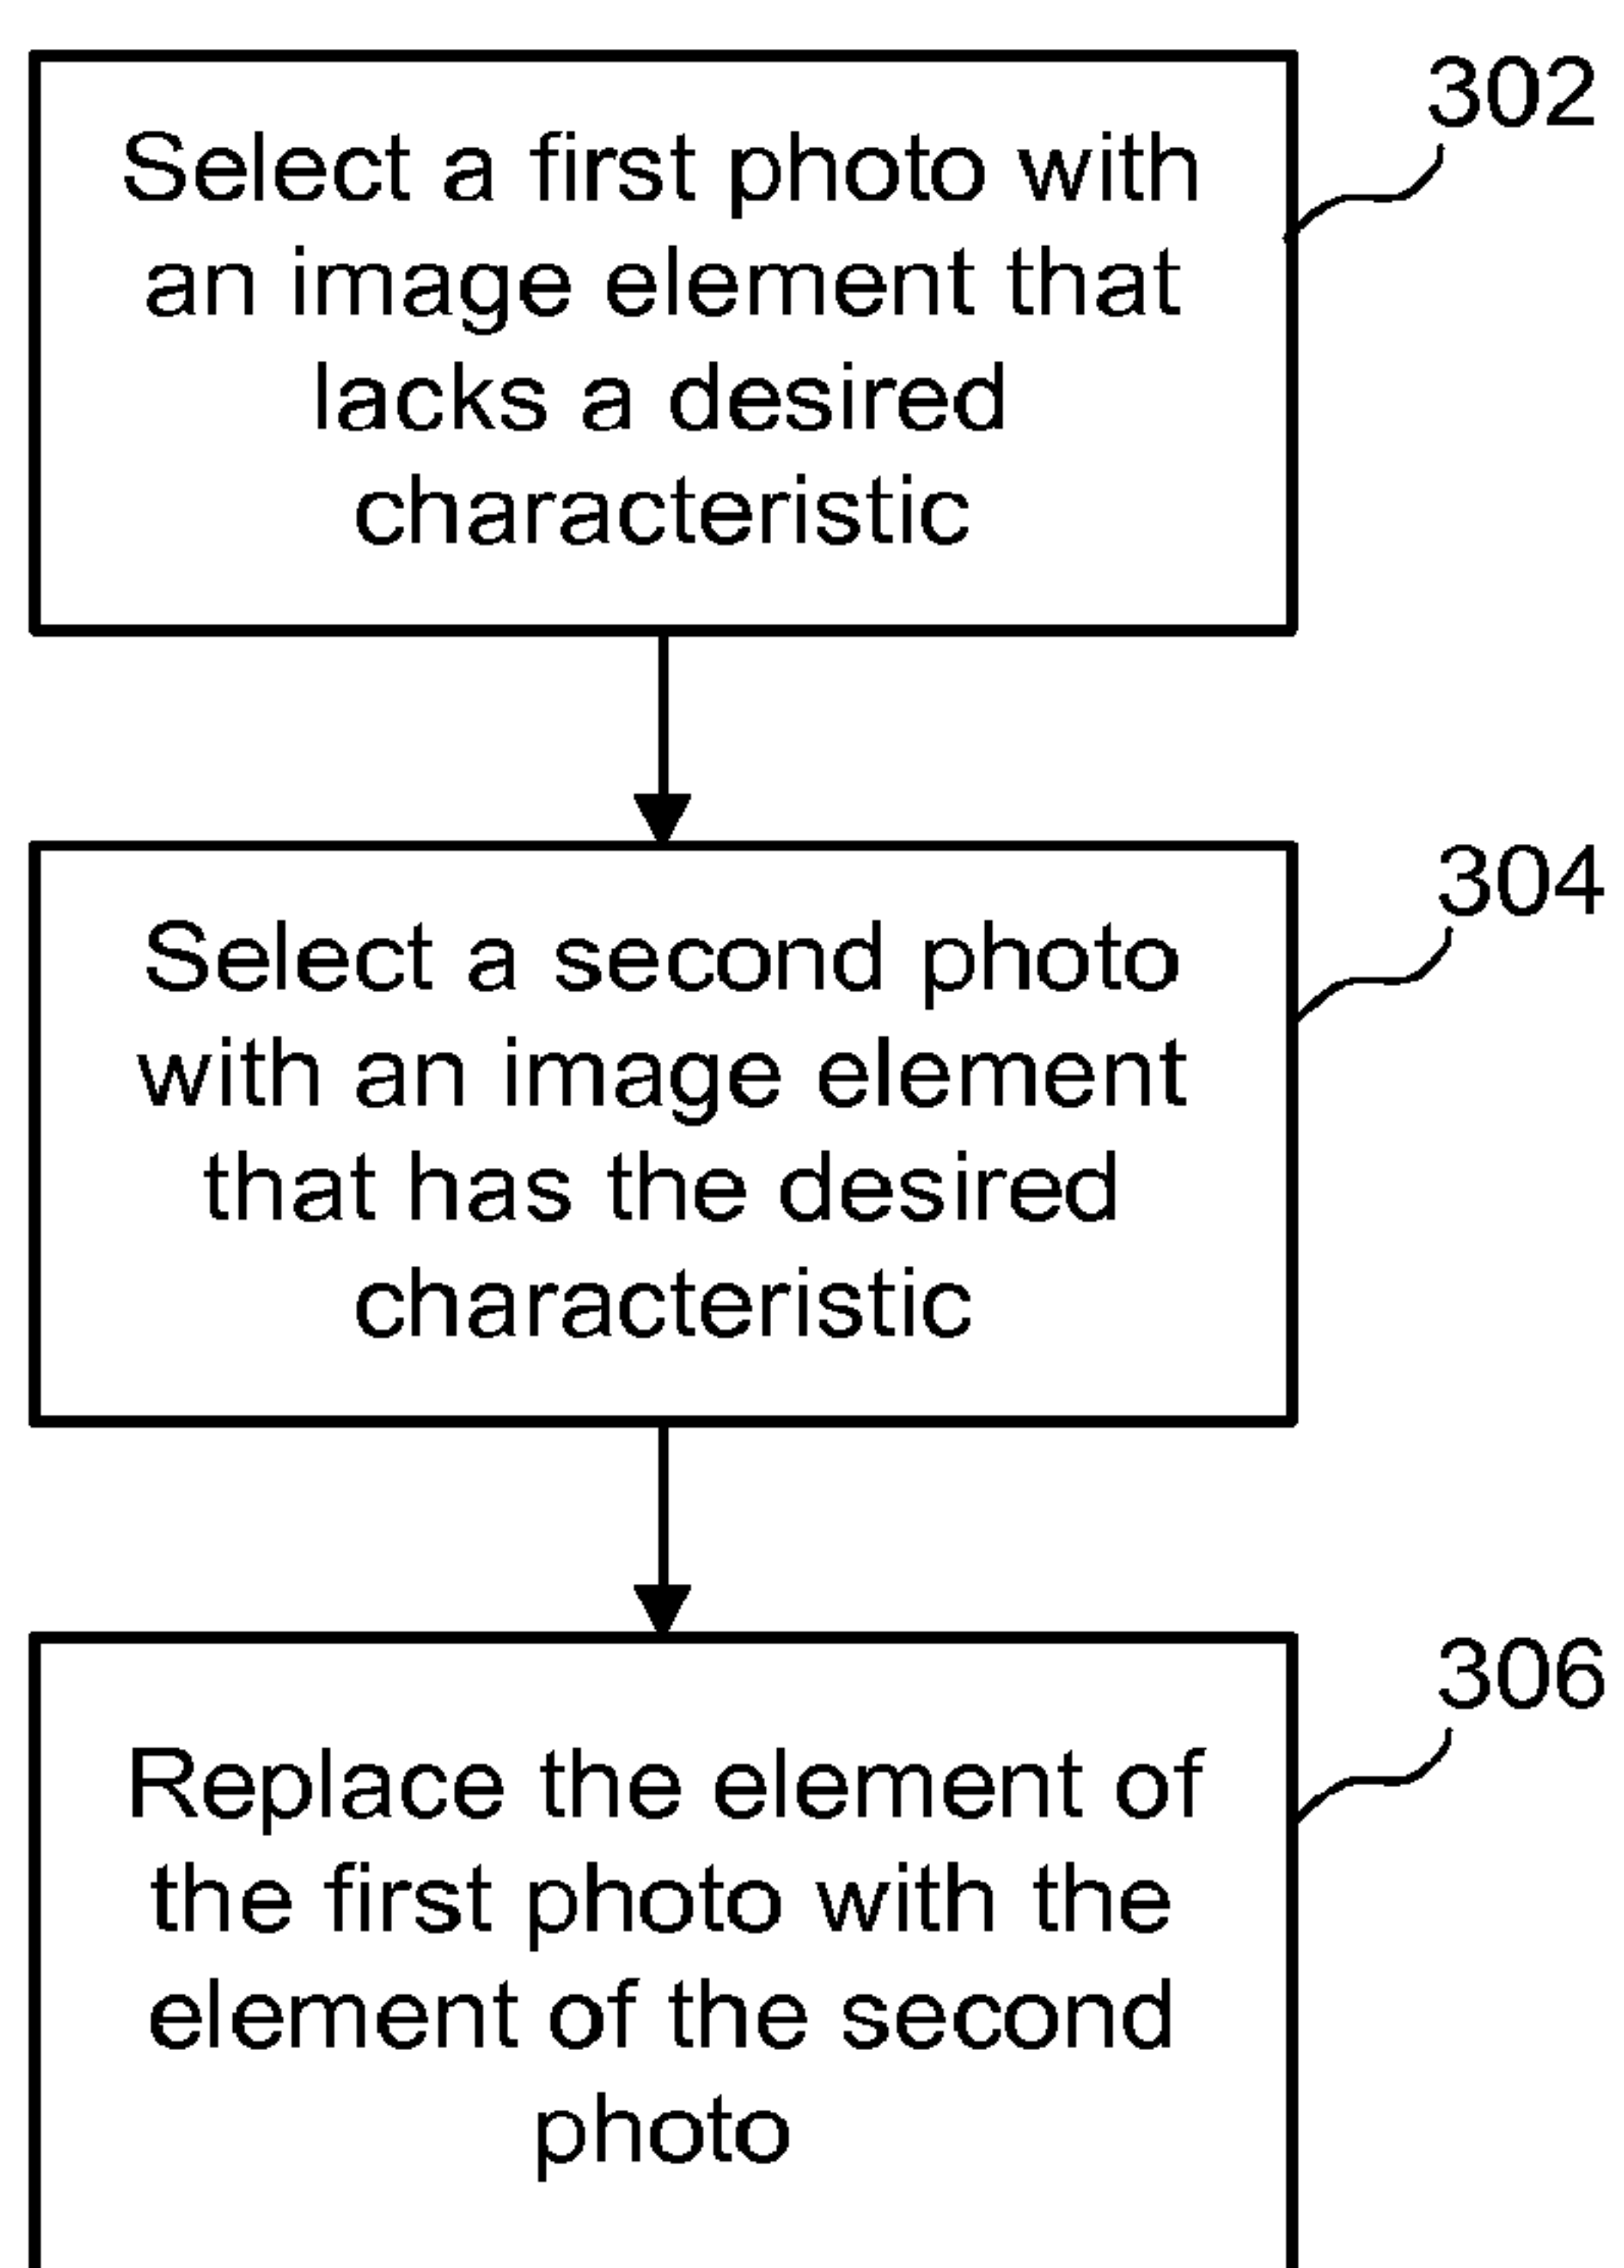 302
Select a first photo with
an image element that
lacks a desired
characteristic
304
Select a second photo
with an image element
that has the desired
characteristic
306
Replace the element of
the first photo with the
element of the second
photo